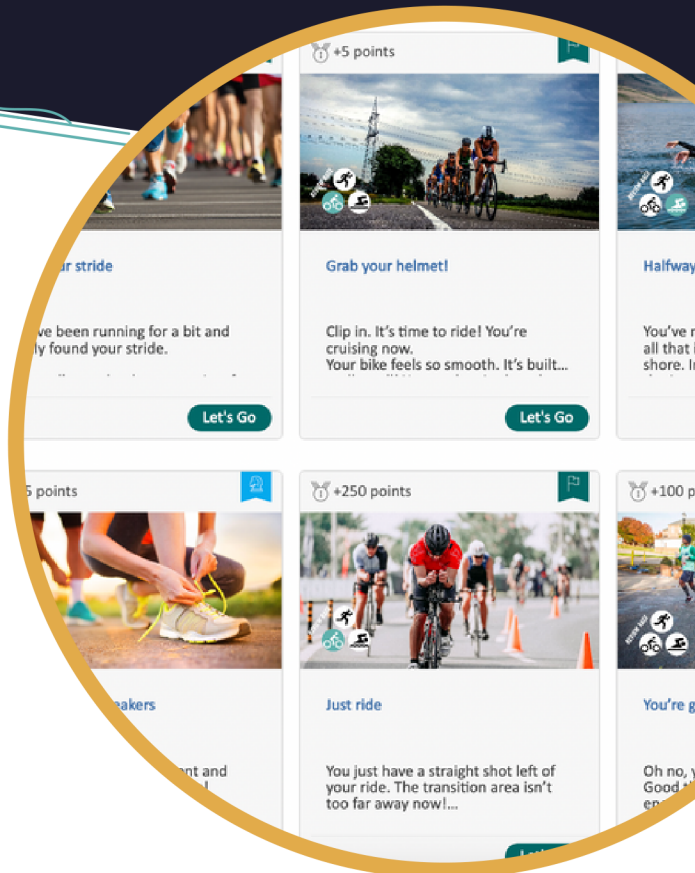 +5 points
r stride
Grab your helmet!
Halfway
ve been running for a bit and
ly found your stride.
Clip in. It's time to ride! You're
cruising now.
Your bike feels so smooth. It's built...
You've
all that
shore.
Let's Go
Let's Go
5 points
+250 points
+100 p
eakers
Just ride
You're g
nt and
You just have a straight shot left of
your ride. The transition area isn't
too far away now!...
Oh no,
Good